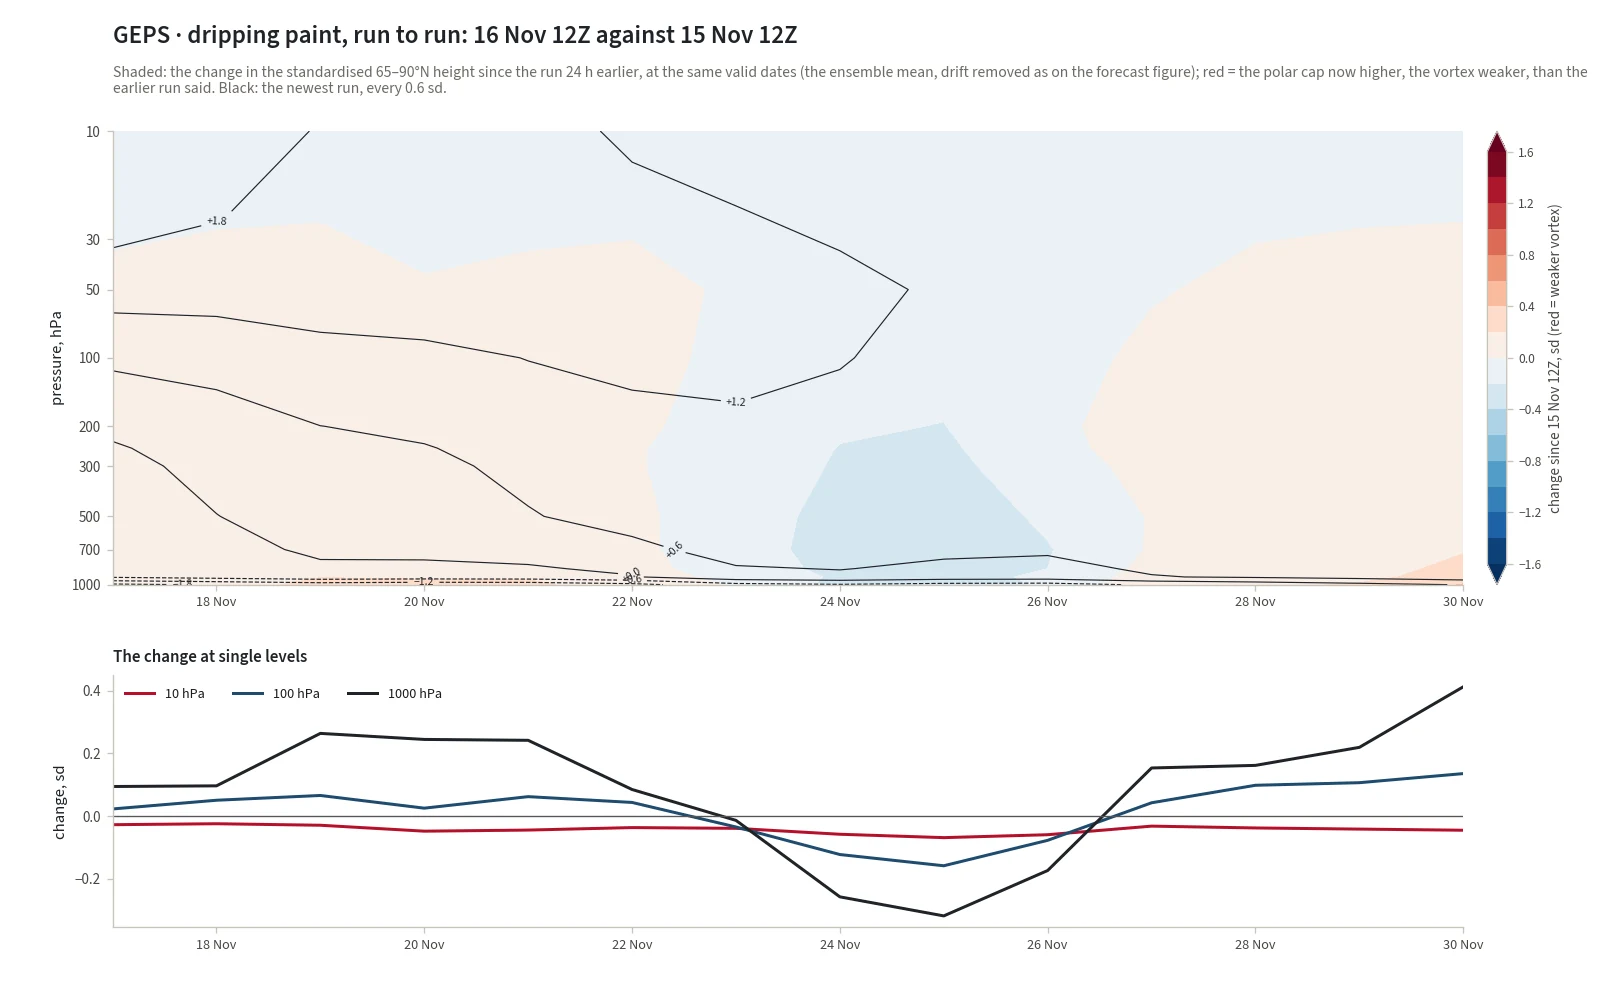 GEPS · dripping paint, run to run: 16 Nov 12Z against 15 Nov 12Z
Shaded: the change in the standardised 65–90°N height since the run 24 h earlier, at the same valid dates (the ensemble mean, drift removed as on the forecast figure); red = the polar cap now higher, the vortex weaker, than the
earlier run said. Black: the newest run, every 0.6 sd.
pressure, hPa
10
30
50
100
200
300
500
700
1000
+1.8
+1.2
+0.6
−1.2
18 Nov
20 Nov
22 Nov
24 Nov
26 Nov
28 Nov
30 Nov
1.6
1.2
0.8
0.4
0.0
−0.4
−0.8
−1.2
−1.6
change since 15 Nov 12Z, sd (red = weaker vortex)
The change at single levels
10 hPa
100 hPa
1000 hPa
change, sd
0.4
0.2
0.0
−0.2
18 Nov
20 Nov
22 Nov
24 Nov
26 Nov
28 Nov
30 Nov